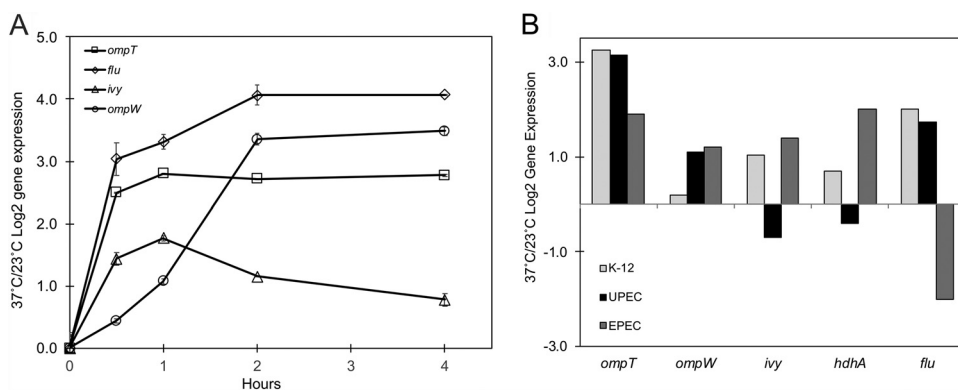 A
37°C/23°C Log2 gene expression
5.0
4.0
3.0
2.0
1.0
0.0
ompT
flu
ivy
ompW
0
1
2
3
4
Hours
B
37°C/23°C Log2 Gene Expression
3.0
1.0
-1.0
-3.0
K-12
UPEC
EPEC
ompT
ompW
ivy
hdhA
flu